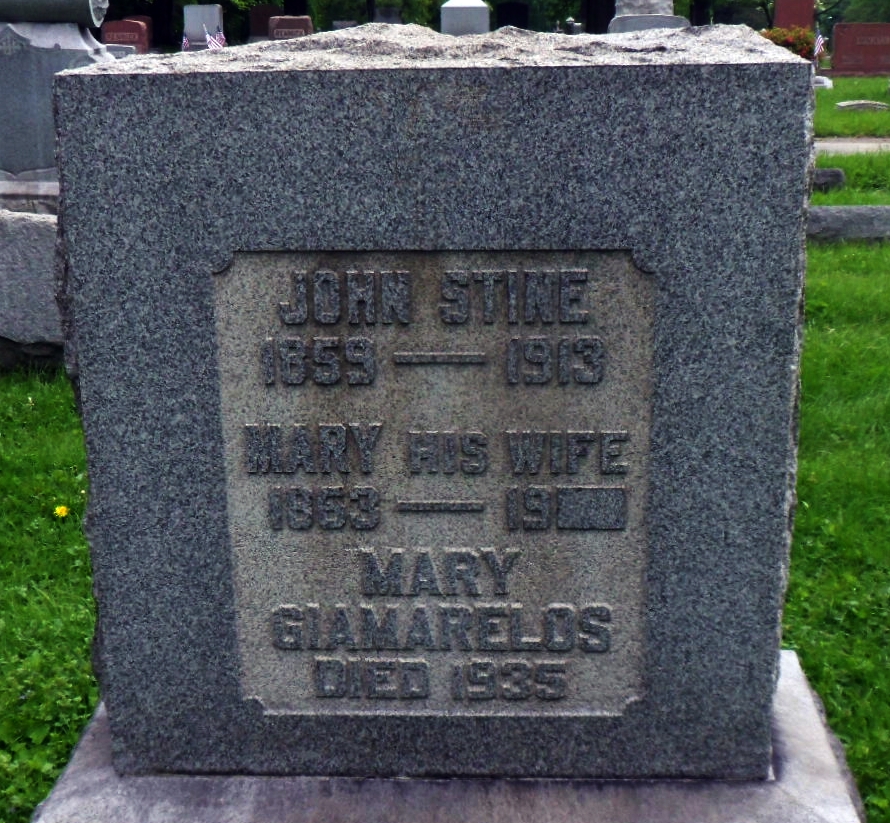 JOHN STINE
1859 — 1913
MARY HIS WIFE
1863 — 19
MARY
GIAMARELOS
DIED 1935